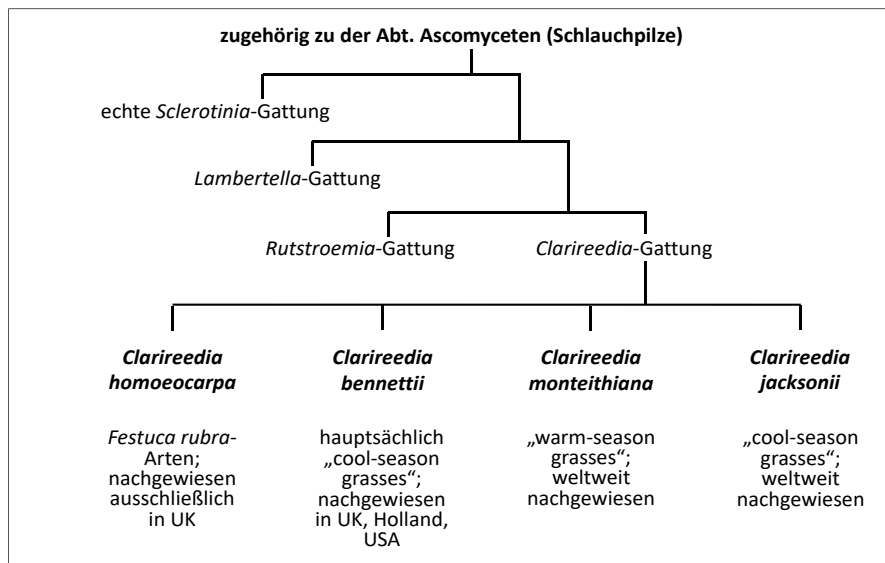 zugehörig zu der Abt. Ascomyceten (Schlauchpilze)
echte Sclerotinia-Gattung
Lambertella-Gattung
Rutstroemia-Gattung
Clarireedia-Gattung
Clarireedia
homoeocarpa
Festuca rubra-
Arten;
nachgewiesen
ausschließlich
in UK
Clarireedia
bennettii
hauptsächlich
„cool-season
grasses“;
nachgewiesen
in UK, Holland,
USA
Clarireedia
monteithiana
„warm-season
grasses“;
weltweit
nachgewiesen
Clarireedia
jacksonii
„cool-season
grasses“;
weltweit
nachgewiesen